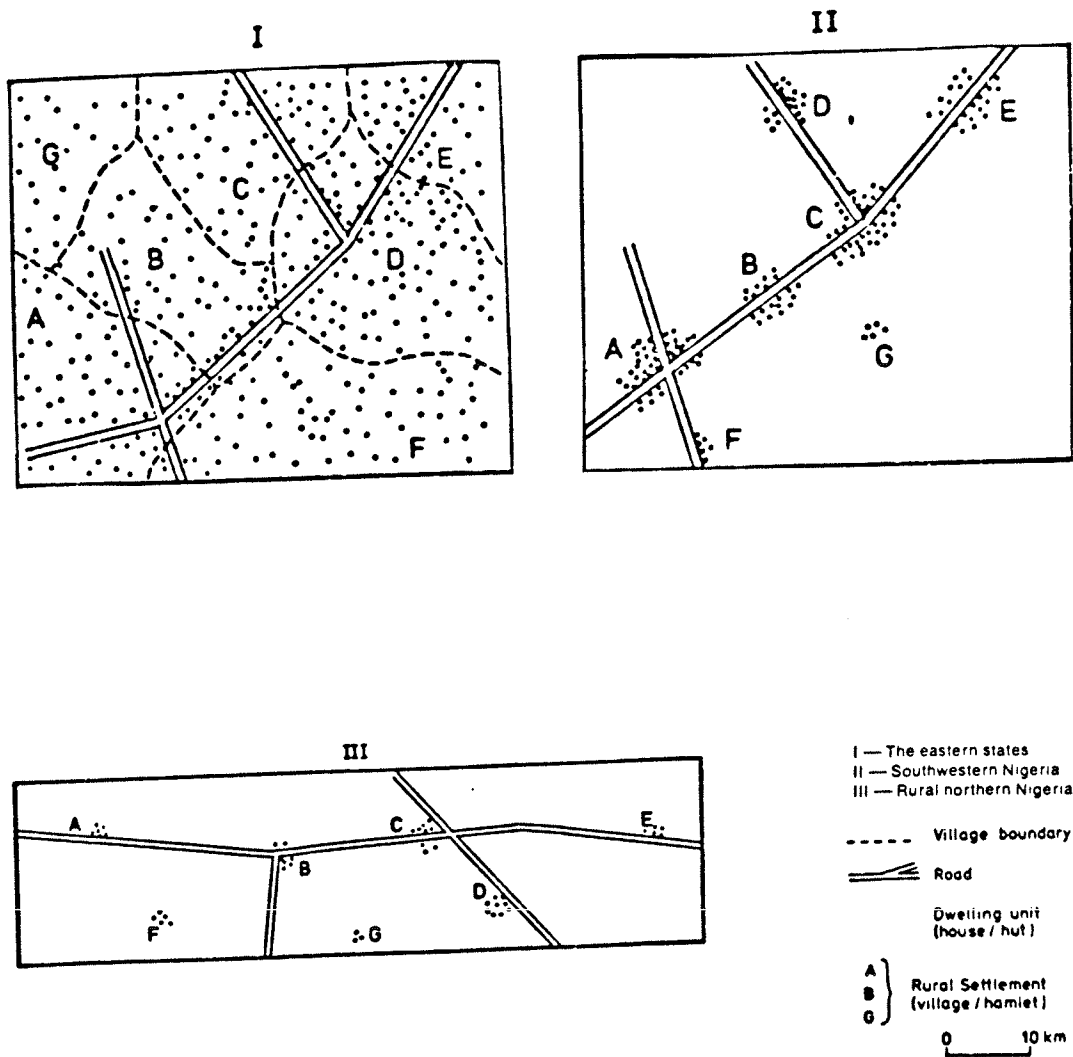 I
II
G
C
E
B
D
A
F
D
E
C
B
A
G
F
III
A
C
E
B
D
F
G
I — The eastern states
II — Southwestern Nigeria
III — Rural northern Nigeria
Village boundary
Road
Dwelling unit
(house / hut)
A
B
G
Rural Settlement
(village / hamlet)
0 10 km